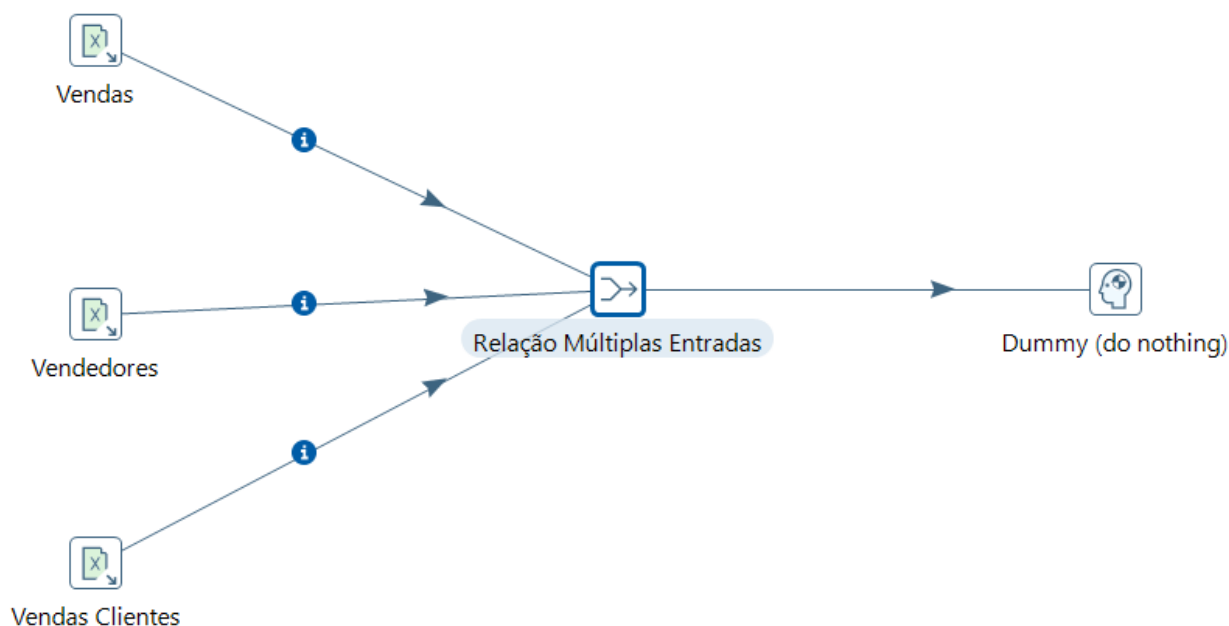 Vendas
Vendedores
Relação Múltiplas Entradas
Dummy (do nothing)
Vendas Clientes